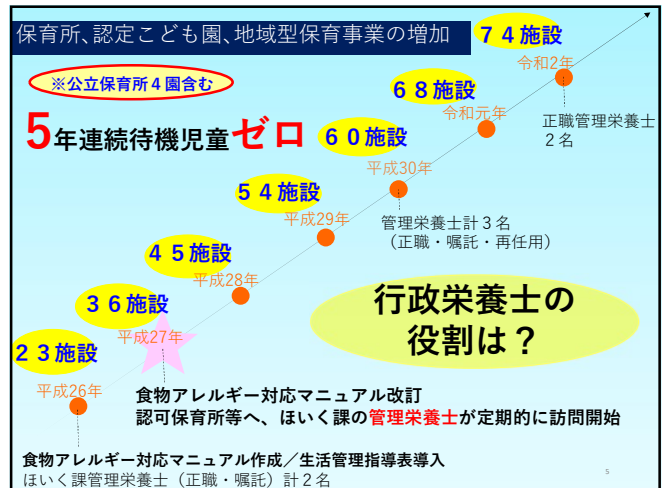 保育所、認定こども園、地域型保育事業の増加
７４施設
令和2年
※公立保育所４園含む
６８施設
令和元年
正職管理栄養士
２名
5年連続待機児童ゼロ
６０施設
平成30年
管理栄養士計３名
（正職・嘱託・再任用）
５４施設
平成29年
４５施設
平成28年
行政栄養士の
役割は？
３６施設
平成27年
２３施設
平成26年
食物アレルギー対応マニュアル改訂
認可保育所等へ、ほいく課の管理栄養士が定期的に訪問開始
食物アレルギー対応マニュアル作成／生活管理指導表導入
ほいく課管理栄養士（正職・嘱託）計２名
5